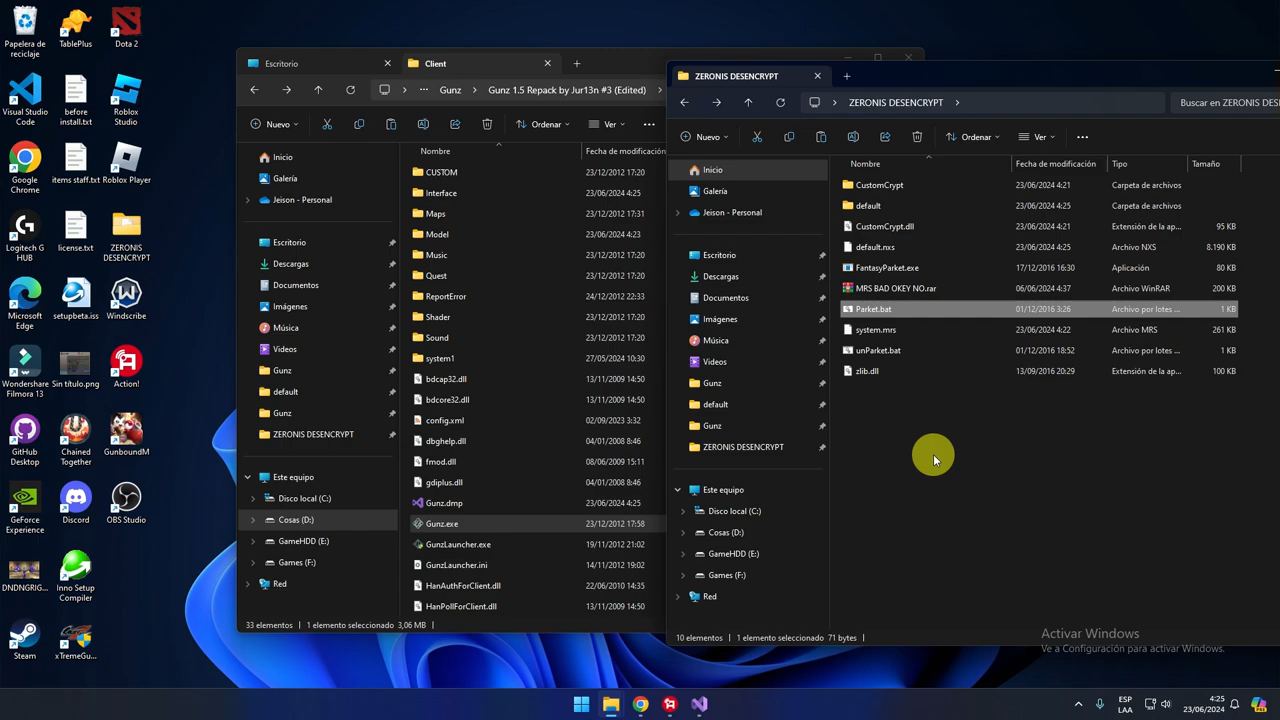 Papelera de
reciclaje
TablePlus
Dota 2
Visual Studio
Code
before
install.txt
Roblox
Studio
Google
Chrome
items staff.txt
Roblox Player
Logitech G
HUB
license.txt
ZERONIS
DESENCRYPT
Microsoft
Edge
setupbeta.iss
Windscribe
Wondershare
Filmora 13
Sin título.png
Action!
GitHub
Desktop
Chained
Together
GunboundM
GeForce
Experience
Discord
OBS Studio
DNDNGRIG...
Inno Setup
Compiler
Steam
xTremeGu...
Escritorio
Client
Gunz
Gunz 1.5 Repack by Jur13n #3 (Edited)
Nuevo
Ordenar
Ver
Inicio
Galería
Jeison - Personal
Escritorio
Descargas
Documentos
Imágenes
Música
Videos
Gunz
default
Gunz
ZERONIS DESENCRYPT
Este equipo
Disco local (C:)
Cosas (D:)
GameHDD (E:)
Games (F:)
Red
Nombre
Fecha de modificación
CUSTOM 23/12/2012 17:20
Interface 23/06/2024 4:25
Maps 23/12/2012 17:31
Model 23/06/2024 4:23
Music 23/12/2012 17:20
Quest 23/12/2012 17:20
ReportError 24/12/2022 22:33
Shader 23/12/2012 17:20
Sound 23/12/2012 17:20
system1 27/05/2024 10:30
bdcap32.dll 13/11/2009 14:50
bdcore32.dll 13/11/2009 14:50
config.xml 02/09/2023 3:32
dbghelp.dll 04/01/2008 8:46
fmod.dll 08/06/2009 15:11
gdiplus.dll 04/01/2008 8:46
Gunz.dmp 23/06/2024 4:25
Gunz.exe 23/12/2012 17:58
GunzLauncher.exe 19/11/2012 21:02
GunzLauncher.ini 14/11/2012 19:02
HanAuthForClient.dll 22/06/2010 14:35
HanPollForClient.dll 13/11/2009 14:50
33 elementos 1 elemento seleccionado 3,06 MB
ZERONIS DESENCRYPT
ZERONIS DESENCRYPT
Buscar en ZERONIS DE
Nuevo
Ordenar
Ver
Inicio
Galería
Jeison - Personal
Escritorio
Descargas
Documentos
Imágenes
Música
Videos
Gunz
default
Gunz
ZERONIS DESENCRYPT
Este equipo
Disco local (C:)
Cosas (D:)
GameHDD (E:)
Games (F:)
Red
Nombre Fecha de modificación Tipo Tamaño
CustomCrypt 23/06/2024 4:21 Carpeta de archivos
default 23/06/2024 4:25 Carpeta de archivos
CustomCrypt.dll 23/06/2024 4:21 Extensión de la ap... 95 KB
default.nxs 23/06/2024 4:25 Archivo NXS 8.190 KB
FantasyParket.exe 17/12/2016 16:30 Aplicación 80 KB
MRS BAD OKEY NO.rar 06/06/2024 4:37 Archivo WinRAR 200 KB
Parket.bat 01/12/2016 3:26 Archivo por lotes ... 1 KB
system.mrs 23/06/2024 4:22 Archivo MRS 261 KB
unParket.bat 01/12/2016 18:52 Archivo por lotes ... 1 KB
zlib.dll 13/09/2016 20:29 Extensión de la ap... 100 KB
10 elementos 1 elemento seleccionado 71 bytes
Activar Windows
Ve a Configuración para activar Windows.
ESP
LAA
4:25
23/06/2024